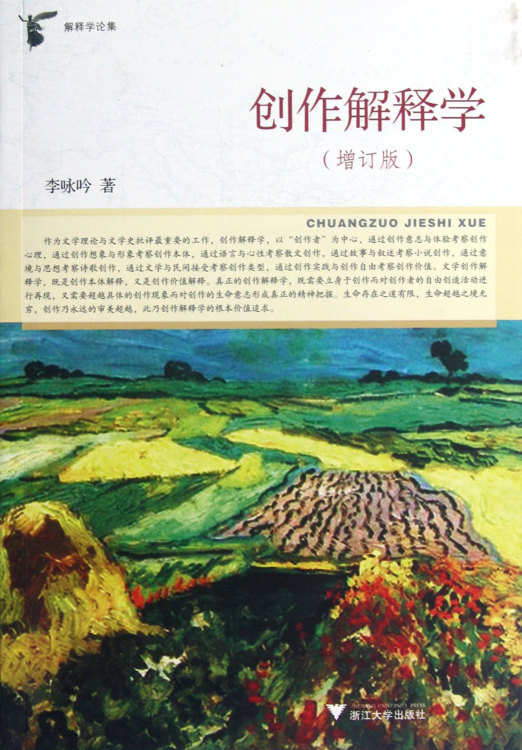 解释学论集
创作解释学
（增订版）
李咏吟 著
CHUANGZUO JIESHI XUE
作为文学理论与文学史批评最重要的工作，创作解释学，以“创作者”为中心，通过创作意志与体验考察创作
心理，通过创作想象与形象考察创作本体，通过语言与心性考察散文创作，通过故事与叙述考察小说创作，通过意
境与思想考察诗歌创作，通过文学与民间接受考察创作类型，通过创作实践与创作自由考察创作价值。文学创作解
释学，既是创作本体解释，又是创作价值解释。真正的创作解释学，既需要立身于创作而对创作者的自由创造活动进
行再现，又需要超越具体的创作现象而对创作的生命意志形成真正的精神把握。生命存在之道有限，生命超越之境无
穷，创作乃永远的审美超越，此乃创作解释学的根本价值追求。
ZHEJIANG UNIVERSITY PRESS
浙江大学出版社